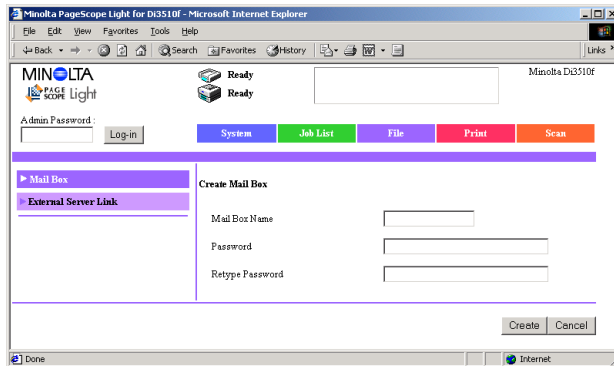 Minolta PageScope Light for Di3510f - Microsoft Internet Explorer
File Edit View Favorites Tools Help
Back Search Favorites History Links
MINOLTA
PAGE SCOPE Light
Ready
Ready
Minolta Di3510f
Admin Password :
Log-in
System Job List File Print Scan
Mail Box
External Server Link
Create Mail Box
Mail Box Name
Password
Retype Password
Create Cancel
Done Internet